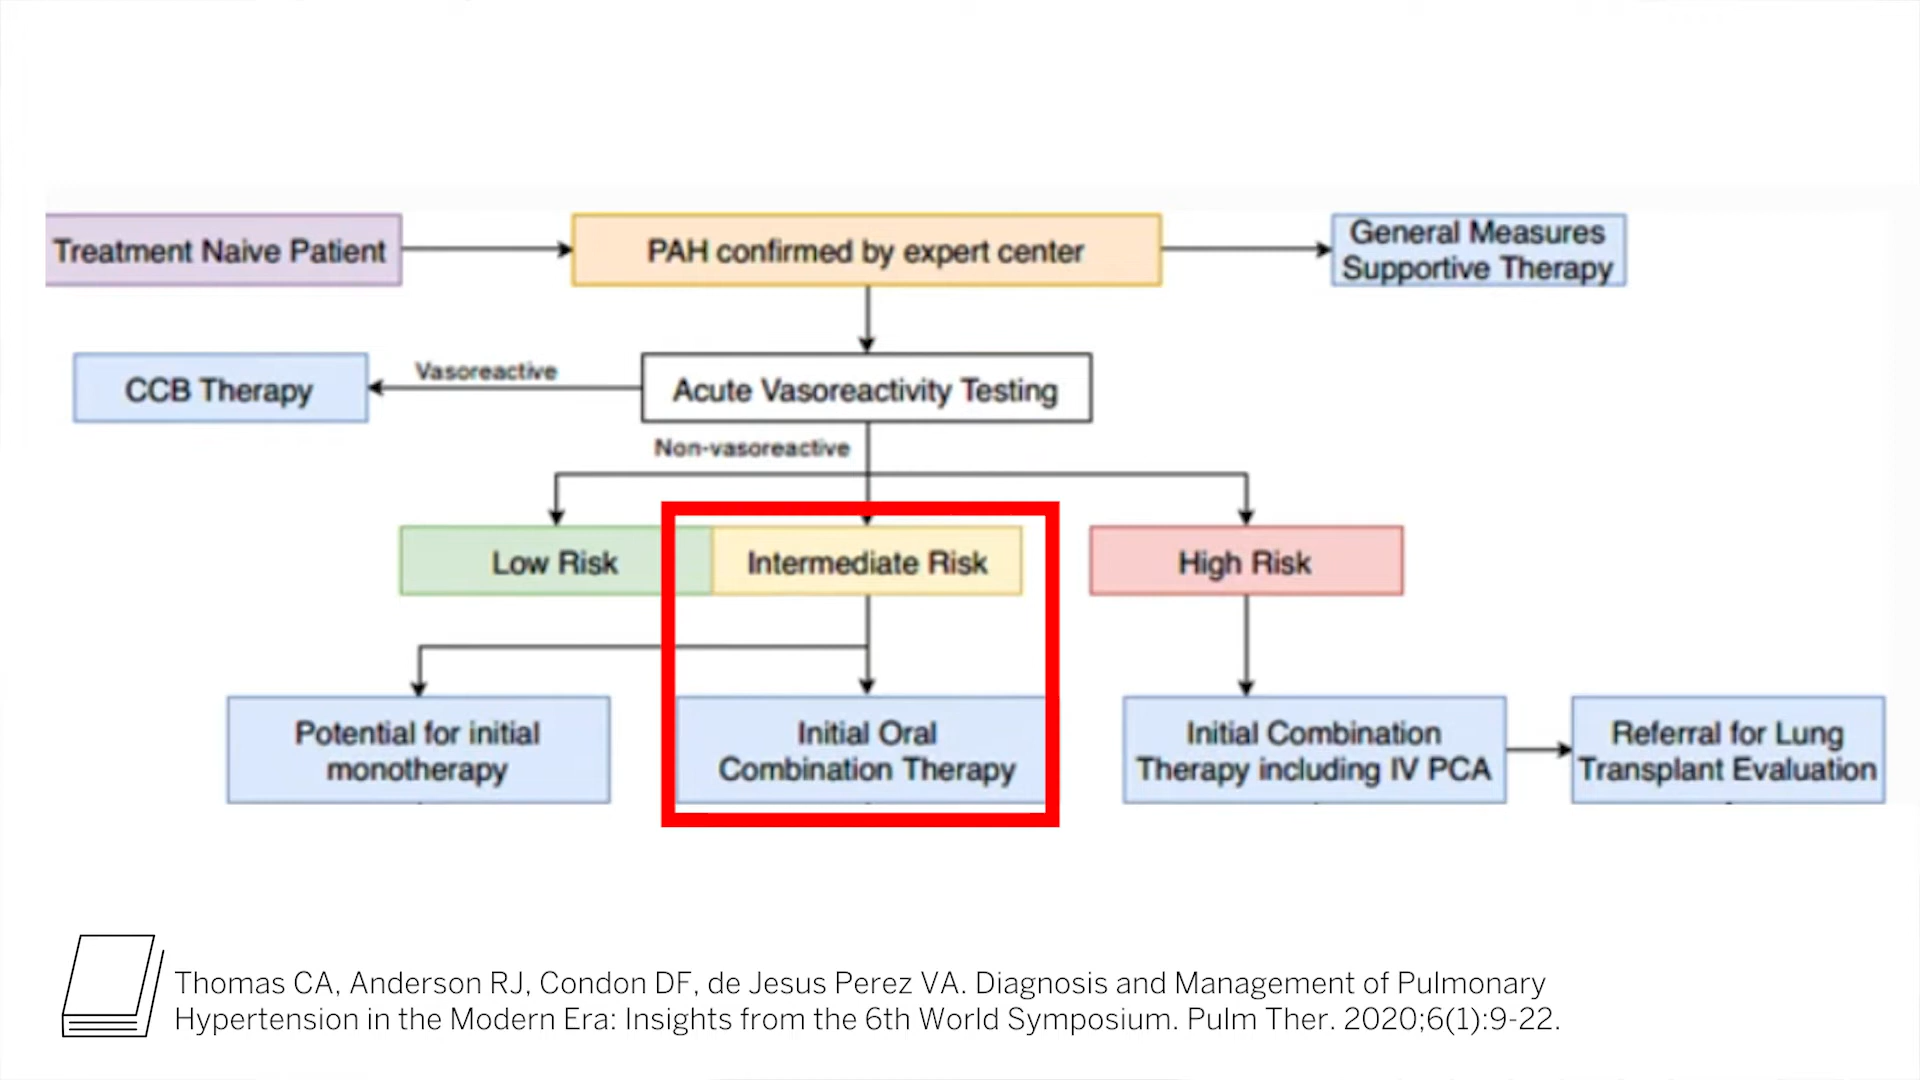 Treatment Naive Patient
PAH confirmed by expert center
General Measures
Supportive Therapy
CCB Therapy
Vasoreactive
Acute Vasoreactivity Testing
Non-vasoreactive
Low Risk
Intermediate Risk
High Risk
Potential for initial
monotherapy
Initial Oral
Combination Therapy
Initial Combination
Therapy including IV PCA
Referral for Lung
Transplant Evaluation
Thomas CA, Anderson RJ, Condon DF, de Jesus Perez VA. Diagnosis and Management of Pulmonary
Hypertension in the Modern Era: Insights from the 6th World Symposium. Pulm Ther. 2020;6(1):9-22.